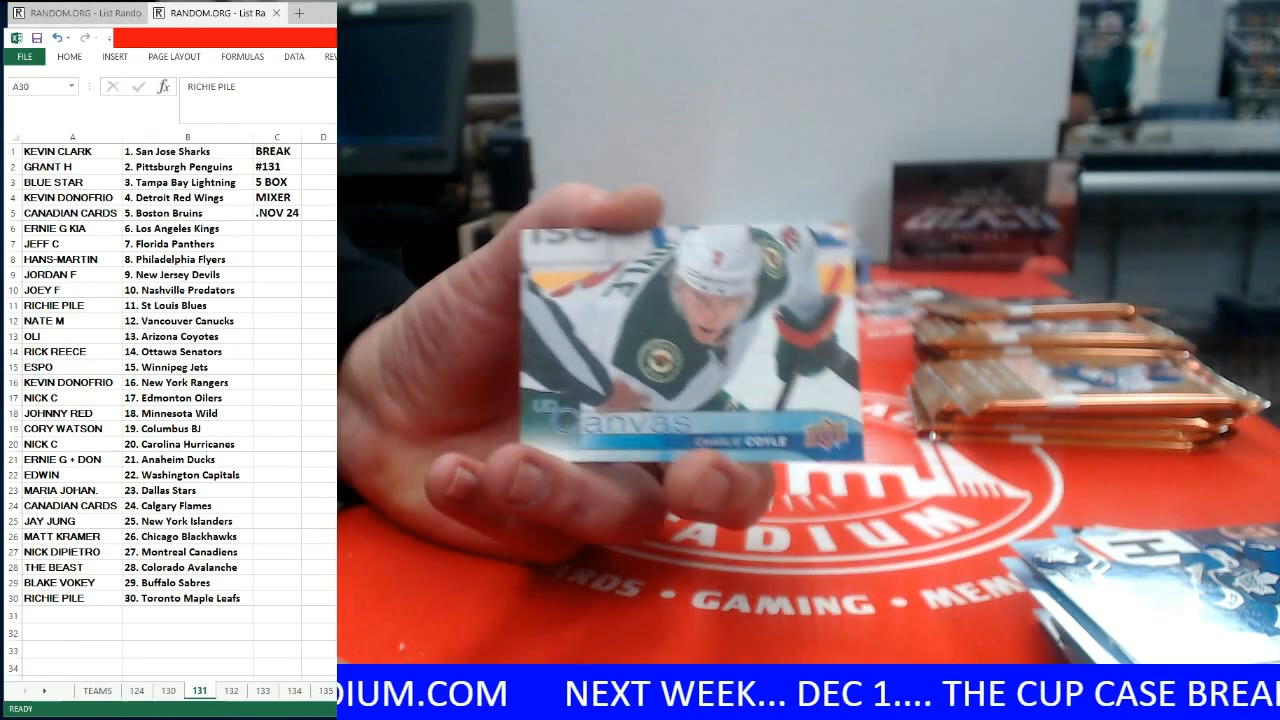 RANDOM.ORG - List Rando
RANDOM.ORG - List Ra
FILE HOME INSERT PAGE LAYOUT FORMULAS DATA REV
A30 fx RICHIE PILE
A B C D
1 KEVIN CLARK 1. San Jose Sharks BREAK
2 GRANT H 2. Pittsburgh Penguins #131
3 BLUE STAR 3. Tampa Bay Lightning 5 BOX
4 KEVIN DONOFRIO 4. Detroit Red Wings MIXER
5 CANADIAN CARDS 5. Boston Bruins .NOV 24
6 ERNIE G KIA 6. Los Angeles Kings
7 JEFF C 7. Florida Panthers
8 HANS-MARTIN 8. Philadelphia Flyers
9 JORDAN F 9. New Jersey Devils
10 JOEY F 10. Nashville Predators
11 RICHIE PILE 11. St Louis Blues
12 NATE M 12. Vancouver Canucks
13 OLI 13. Arizona Coyotes
14 RICK REECE 14. Ottawa Senators
15 ESPO 15. Winnipeg Jets
16 KEVIN DONOFRIO 16. New York Rangers
17 NICK C 17. Edmonton Oilers
18 JOHNNY RED 18. Minnesota Wild
19 CORY WATSON 19. Columbus BJ
20 NICK C 20. Carolina Hurricanes
21 ERNIE G + DON 21. Anaheim Ducks
22 EDWIN 22. Washington Capitals
23 MARIA JOHAN. 23. Dallas Stars
24 CANADIAN CARDS 24. Calgary Flames
25 JAY JUNG 25. New York Islanders
26 MATT KRAMER 26. Chicago Blackhawks
27 NICK DIPIETRO 27. Montreal Canadiens
28 THE BEAST 28. Colorado Avalanche
29 BLAKE VOKEY 29. Buffalo Sabres
30 RICHIE PILE 30. Toronto Maple Leafs
31
32
33
34
TEAMS 124 130 131 132 133 134 135
READY
UD Canvas
CHARLIE COYLE
BLACK
ADIUM
ARDS • GAMING • MEM
DIUM.COM NEXT WEEK... DEC 1.... THE CUP CASE BREA